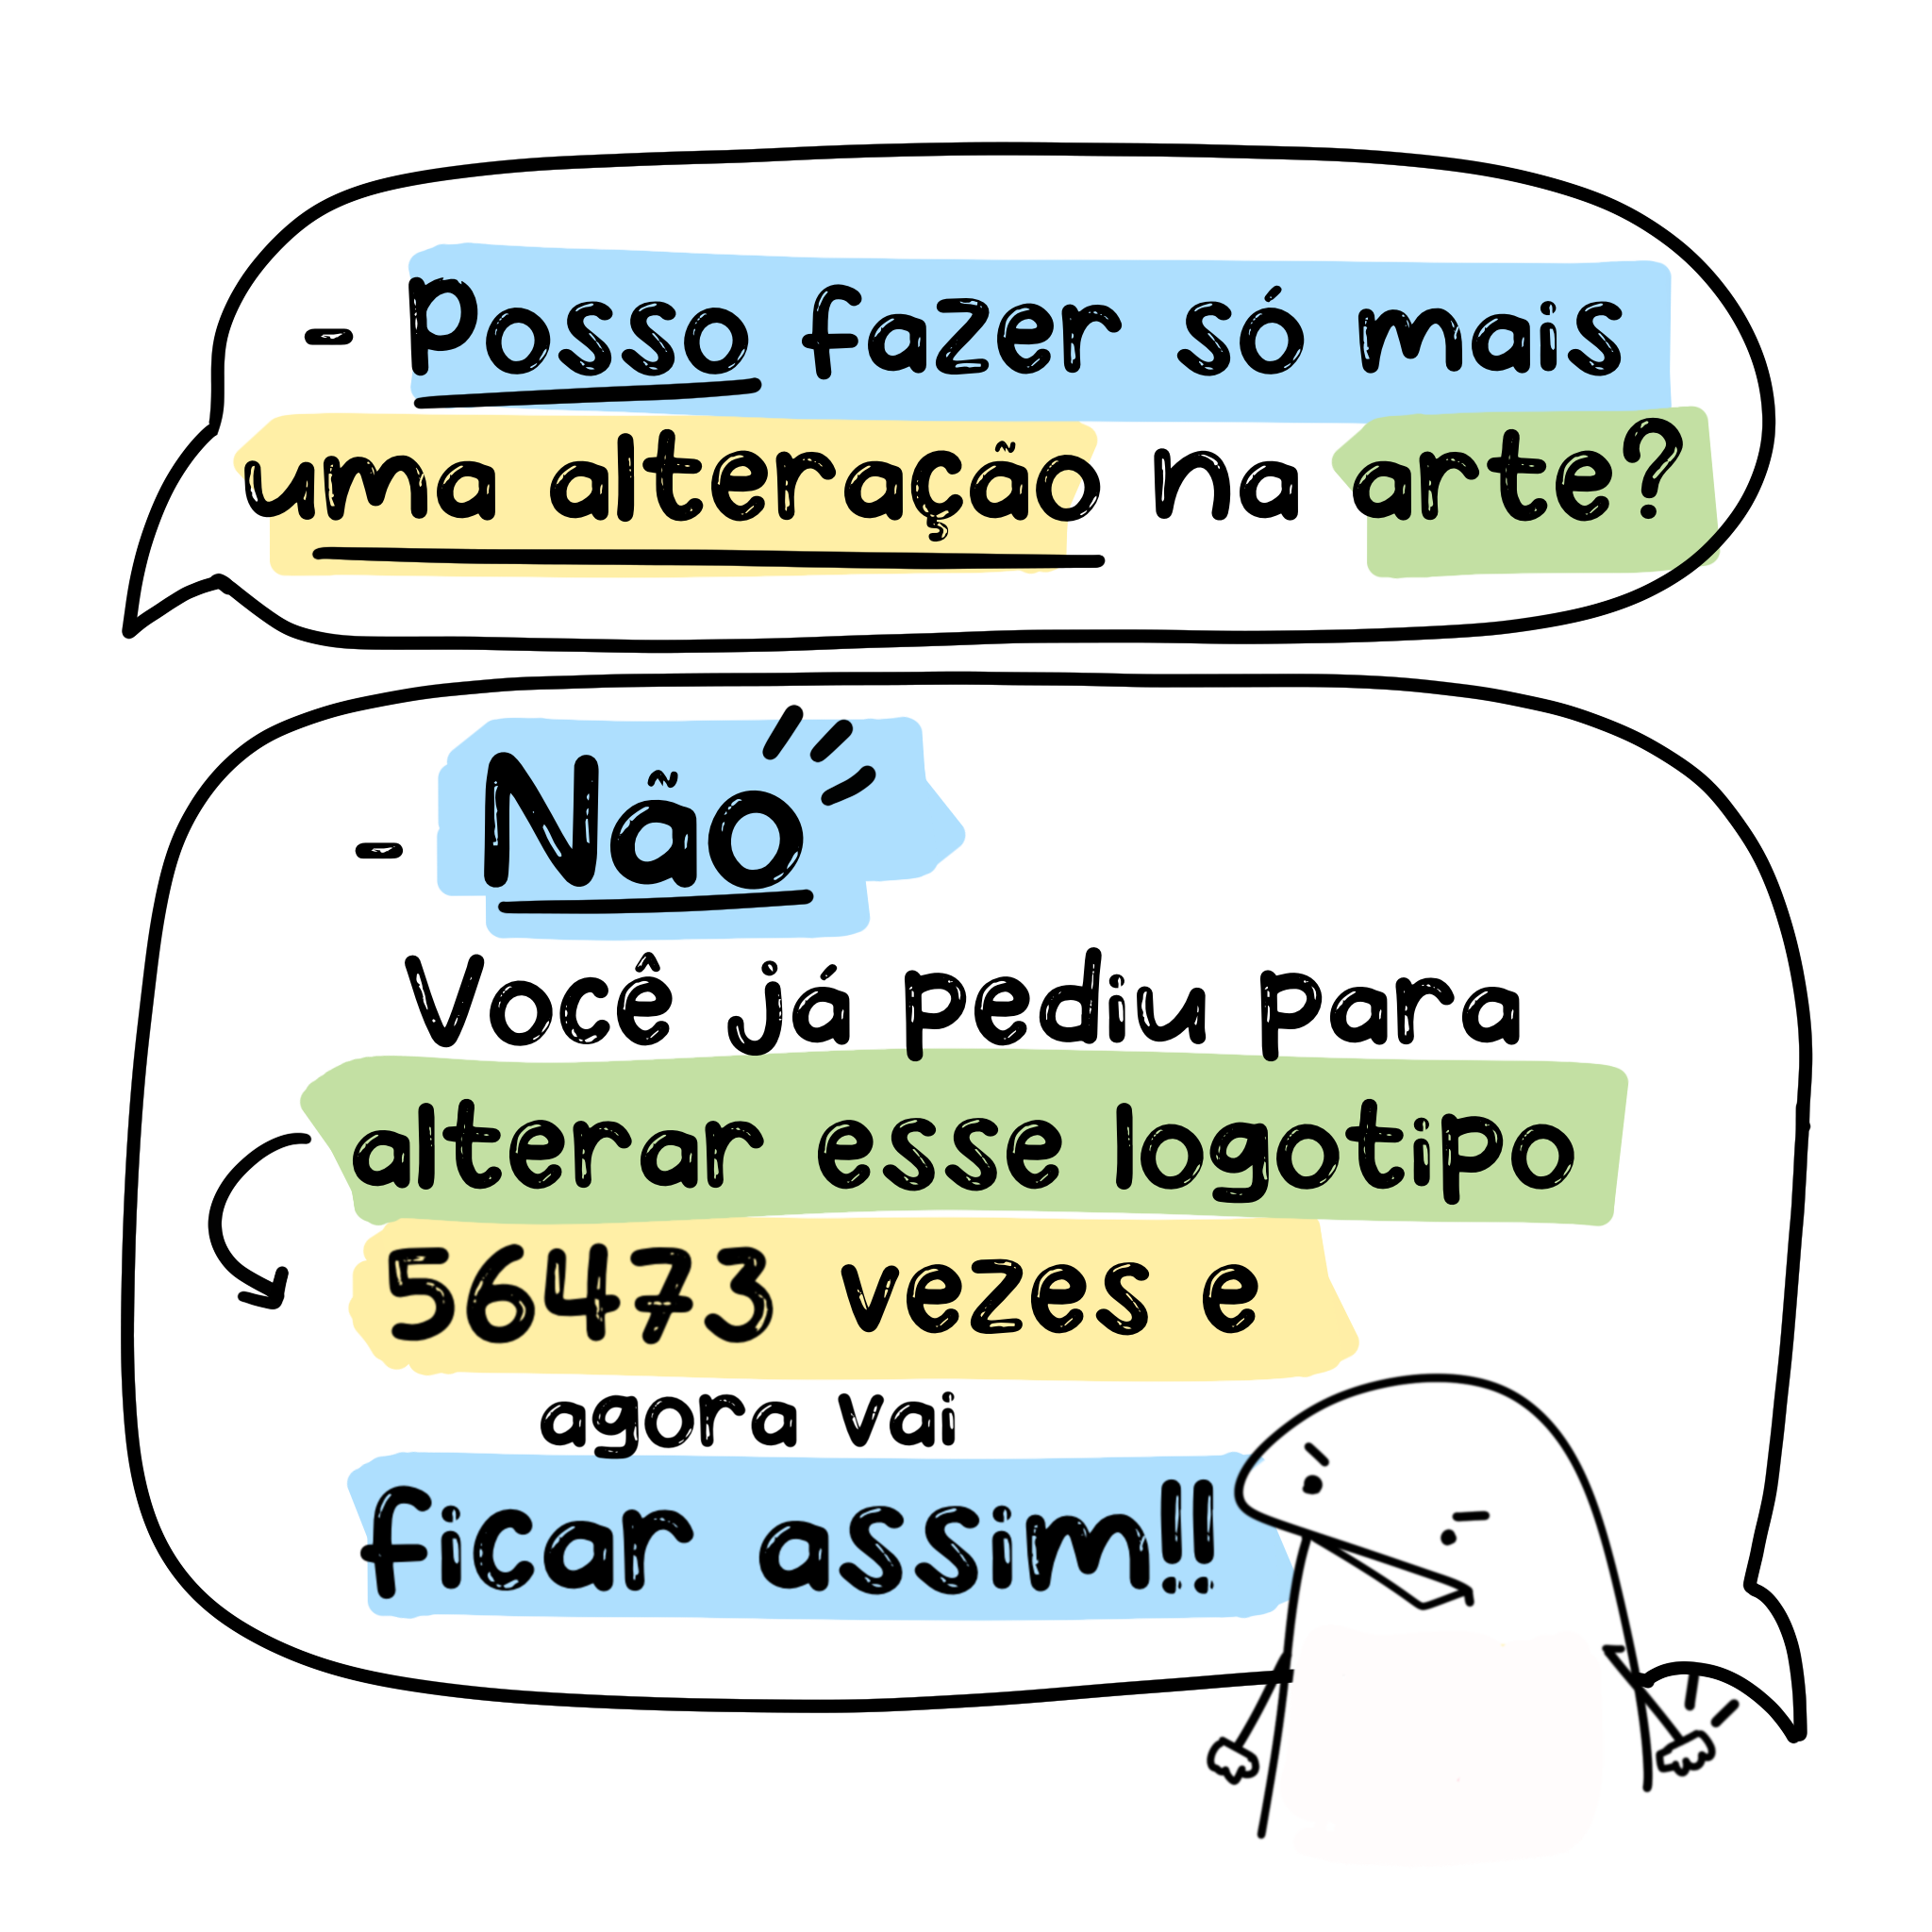 - Posso fazer só mais
uma alteração na arte?
- Não
Você já pediu para
alterar esse logotipo
56473 vezes e
agora vai
ficar assim!!